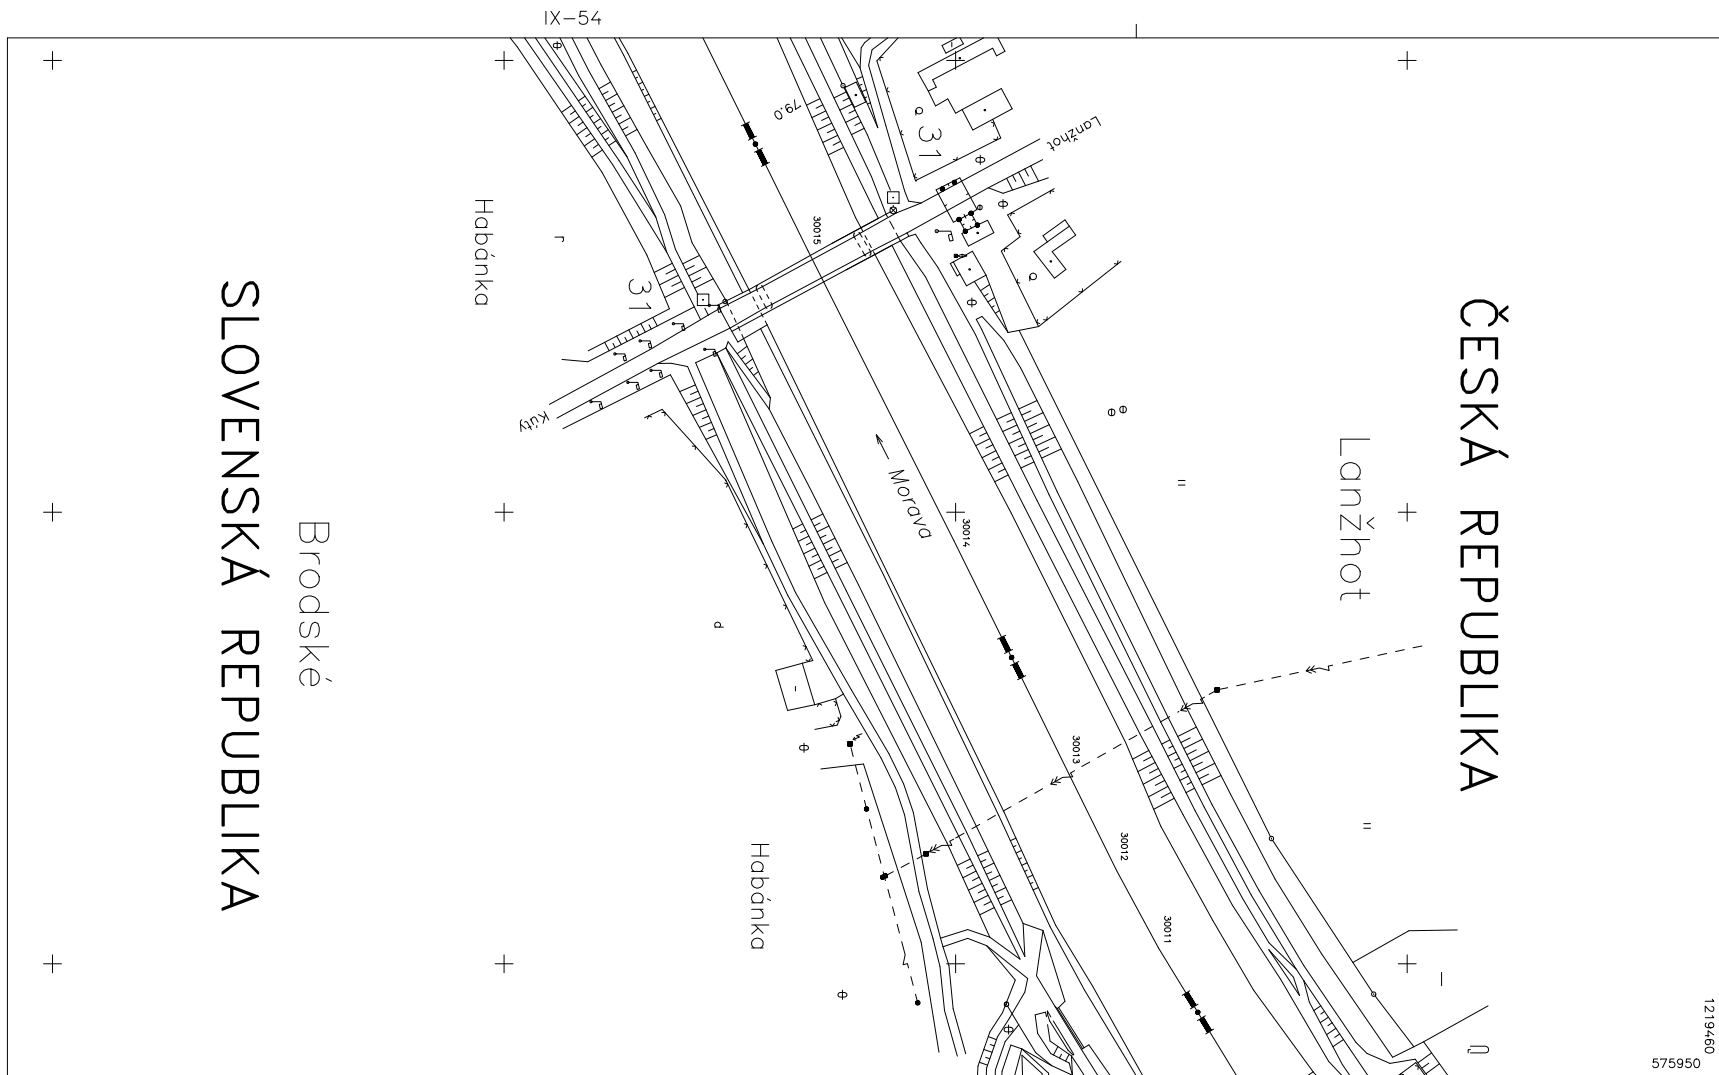 IX-54
79.0
31
Lanžhot
Habánka
r
30015
31
Kúty
SLOVENSKÁ REPUBLIKA
Brodské
Morava
30014
Lanžhot
ČESKÁ REPUBLIKA
30013
30012
Habánka
30011
1219460
575950